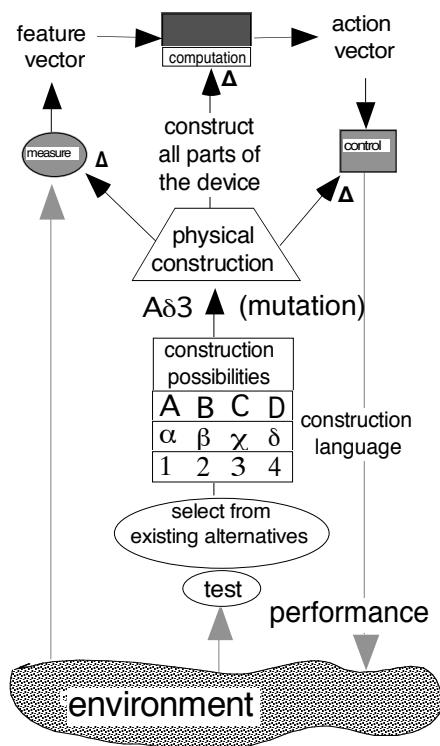 feature
vector
computation
action
vector
Δ
construct
all parts of
the device
measure
Δ
control
Δ
physical
construction
Aδ3 (mutation)
construction
possibilities
A B C D
α β χ δ
1 2 3 4
construction
language
select from
existing alternatives
test
performance
environment